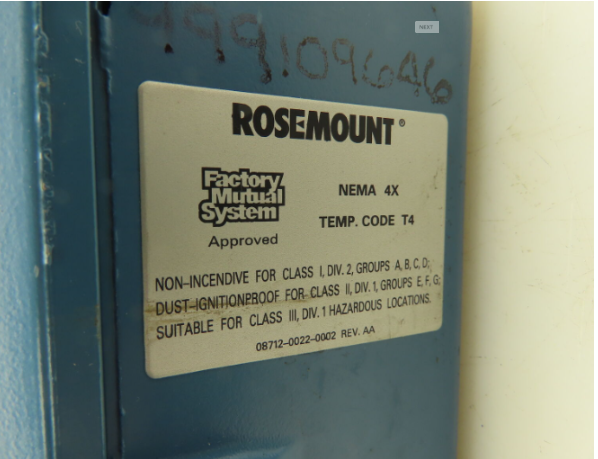 NEXT
999109646
ROSEMOUNT®
Factory
Mutual
System
Approved
NEMA 4X
TEMP. CODE T4
NON-INCENDIVE FOR CLASS I, DIV. 2, GROUPS A, B, C, D;
DUST-IGNITIONPROOF FOR CLASS II, DIV. 1, GROUPS E, F, G;
SUITABLE FOR CLASS III, DIV. 1 HAZARDOUS LOCATIONS.
08712-0022-0002 REV. AA